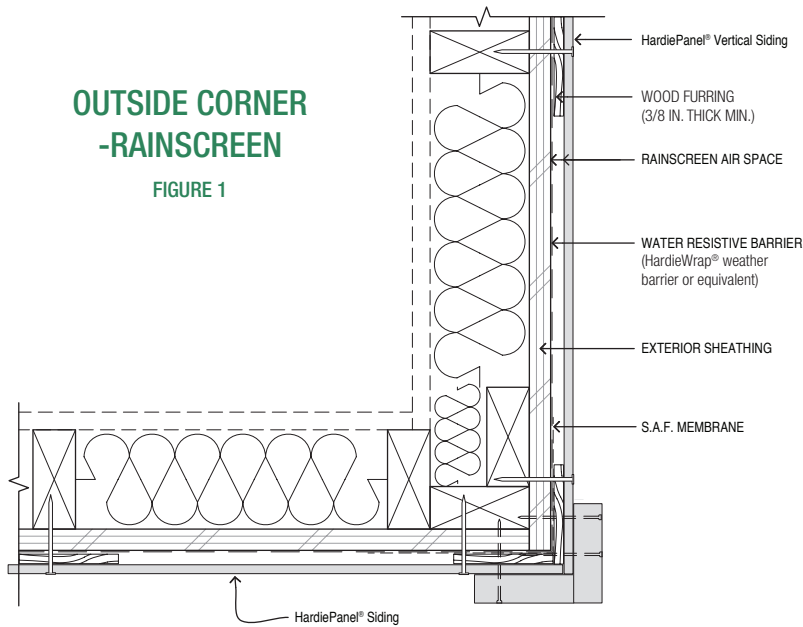 OUTSIDE CORNER
-RAINSCREEN
FIGURE 1
HardiePanel® Vertical Siding
WOOD FURRING
(3/8 IN. THICK MIN.)
RAINSCREEN AIR SPACE
WATER RESISTIVE BARRIER
(HardieWrap® weather
barrier or equivalent)
EXTERIOR SHEATHING
S.A.F. MEMBRANE
HardiePanel® Siding